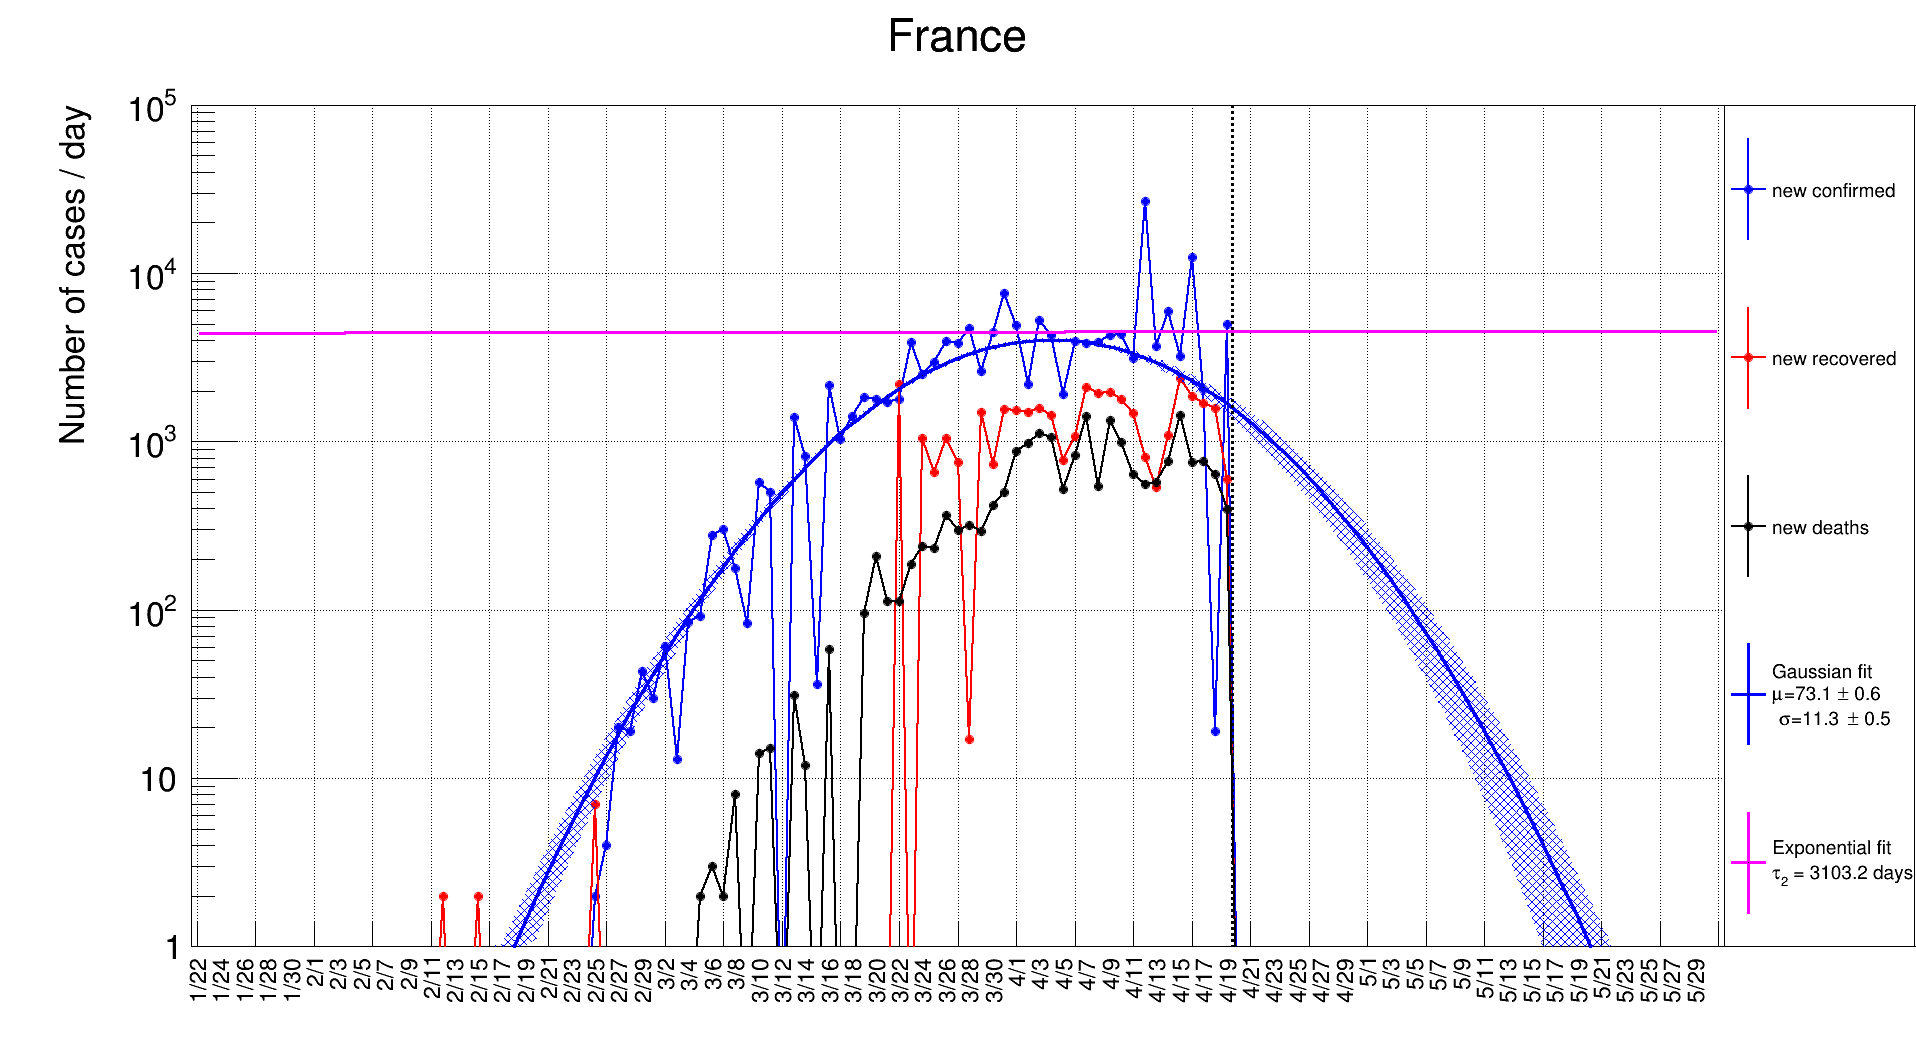 France
Number of cases / day
10^5
10^4
10^3
10^2
10
1
1/22 1/24 1/26 1/28 1/30 2/1 2/3 2/5 2/7 2/9 2/11 2/13 2/15 2/17 2/19 2/21 2/23 2/25 2/27 2/29 3/2 3/4 3/6 3/8 3/10 3/12 3/14 3/16 3/18 3/20 3/22 3/24 3/26 3/28 3/30 4/1 4/3 4/5 4/7 4/9 4/11 4/13 4/15 4/17 4/19 4/21 4/23 4/25 4/27 4/29 5/1 5/3 5/5 5/7 5/9 5/11 5/13 5/15 5/17 5/19 5/21 5/23 5/25 5/27 5/29
new confirmed
new recovered
new deaths
Gaussian fit
μ=73.1 ± 0.6
σ=11.3 ± 0.5
Exponential fit
τ₂ = 3103.2 days